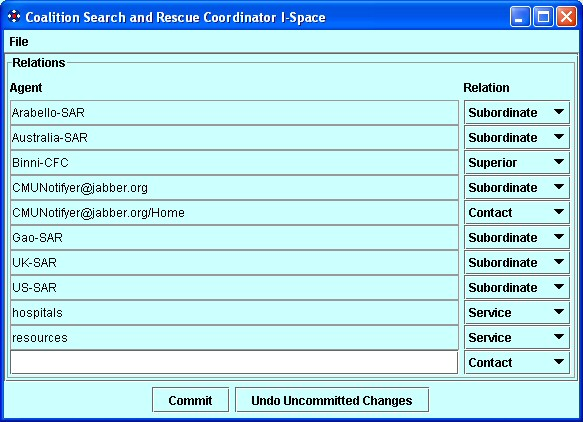 Coalition Search and Rescue Coordinator I-Space
File
Relations
Agent Relation
Arabello-SAR Subordinate
Australia-SAR Subordinate
Binni-CFC Superior
CMUNotifyer@jabber.org Subordinate
CMUNotifyer@jabber.org/Home Contact
Gao-SAR Subordinate
UK-SAR Subordinate
US-SAR Subordinate
hospitals Service
resources Service
Contact
Commit Undo Uncommitted Changes